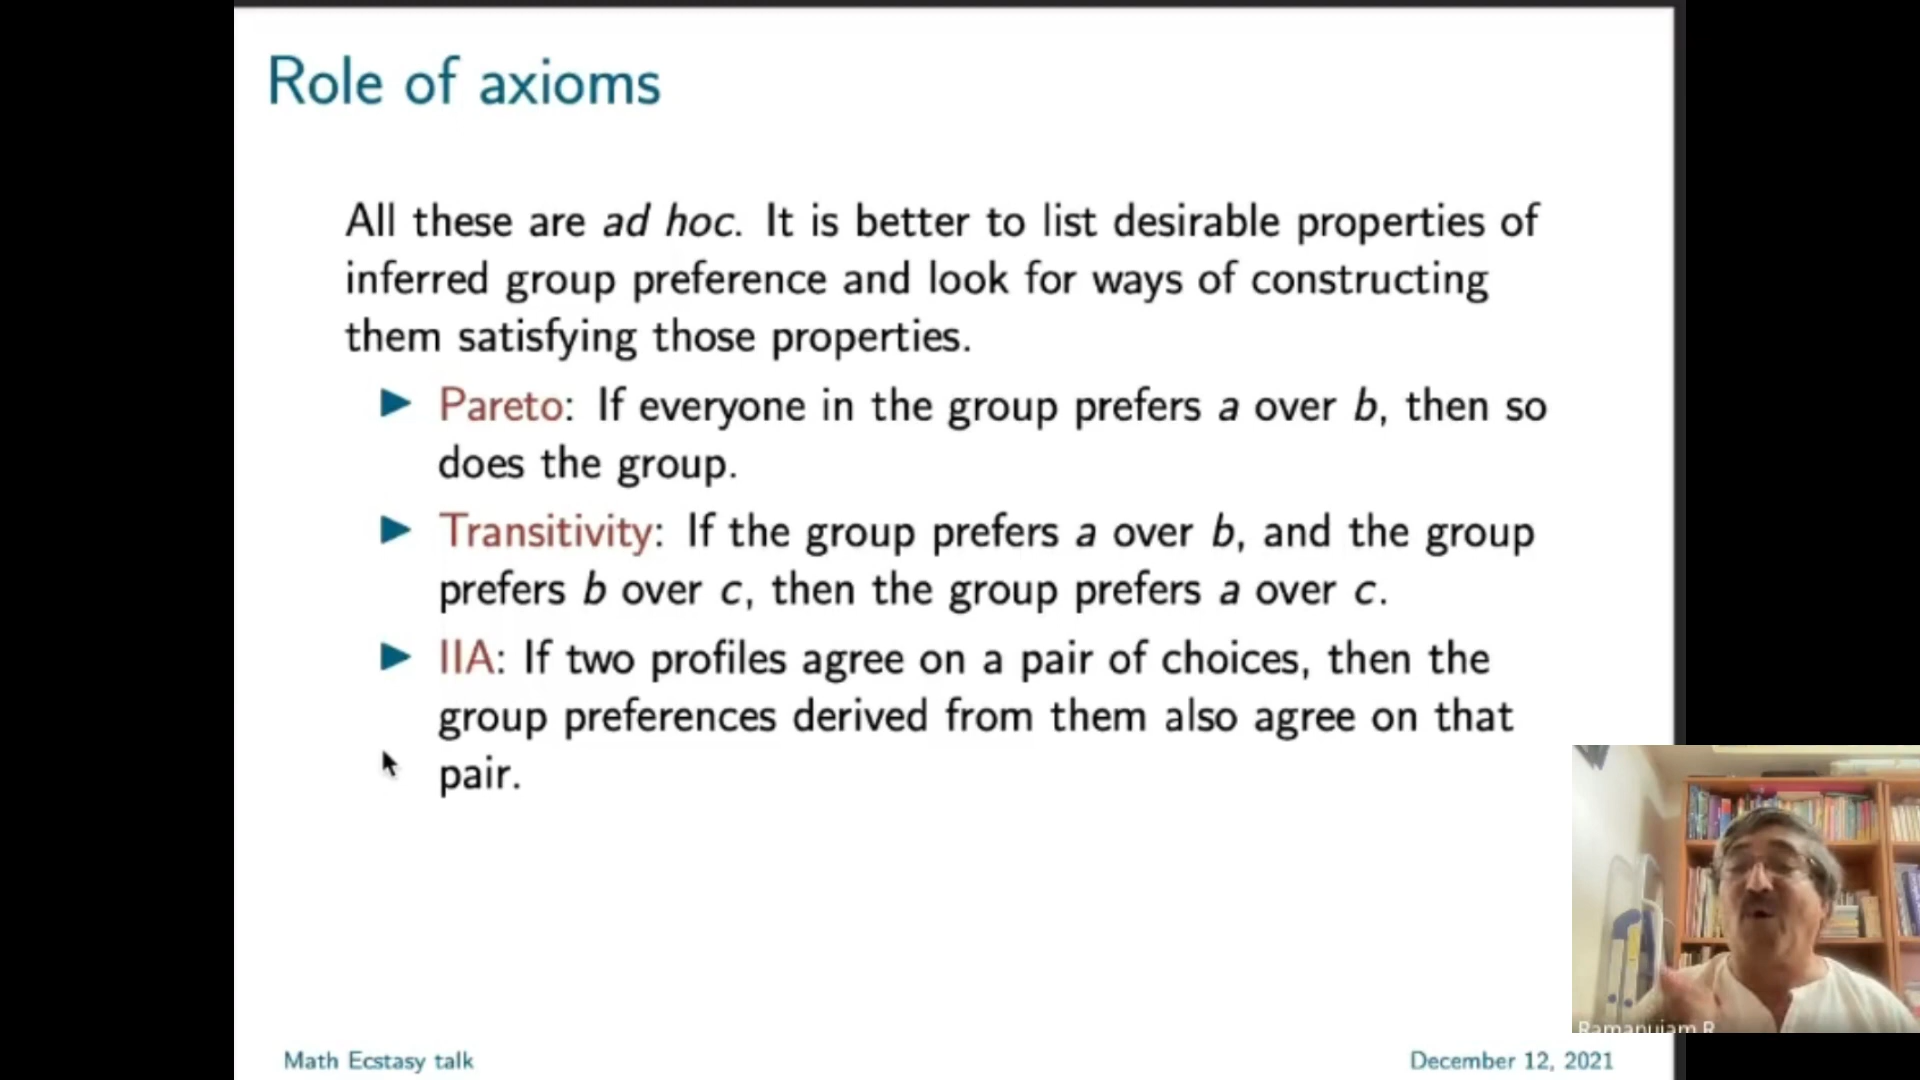 Role of axioms
All these are ad hoc. It is better to list desirable properties of
inferred group preference and look for ways of constructing
them satisfying those properties.
Pareto: If everyone in the group prefers a over b, then so
does the group.
Transitivity: If the group prefers a over b, and the group
prefers b over c, then the group prefers a over c.
IIA: If two profiles agree on a pair of choices, then the
group preferences derived from them also agree on that
pair.
Ramanujam R
Math Ecstasy talk
December 12, 2021